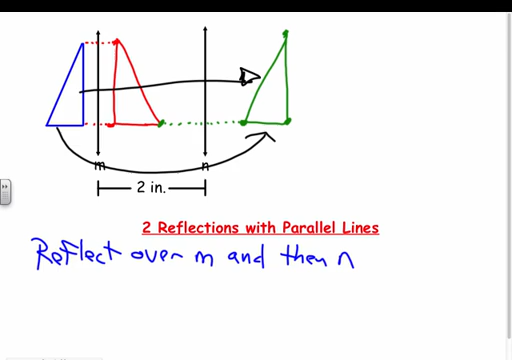 m n
2 in.
2 Reflections with Parallel Lines
Reflect over m and then n